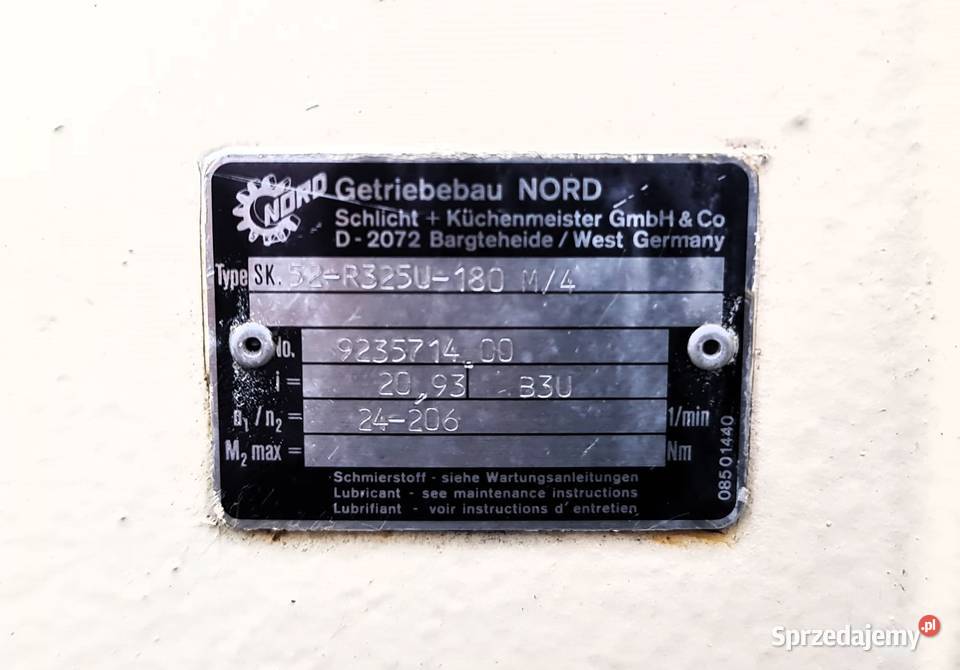 NORD
Getriebebau NORD
Schlicht + Küchenmeister GmbH & Co
D-2072 Bargteheide / West Germany
Type SK. 52-R325U-180 M/4
No. 9235714.00
i = 20,93 B3U
n₁ / n₂ = 24-206 1/min
M₂ max = Nm
08501440
Schmierstoff - siehe Wartungsanleitungen
Lubricant - see maintenance instructions
Lubrifiant - voir instructions d'entretien
Sprzedajemy.pl